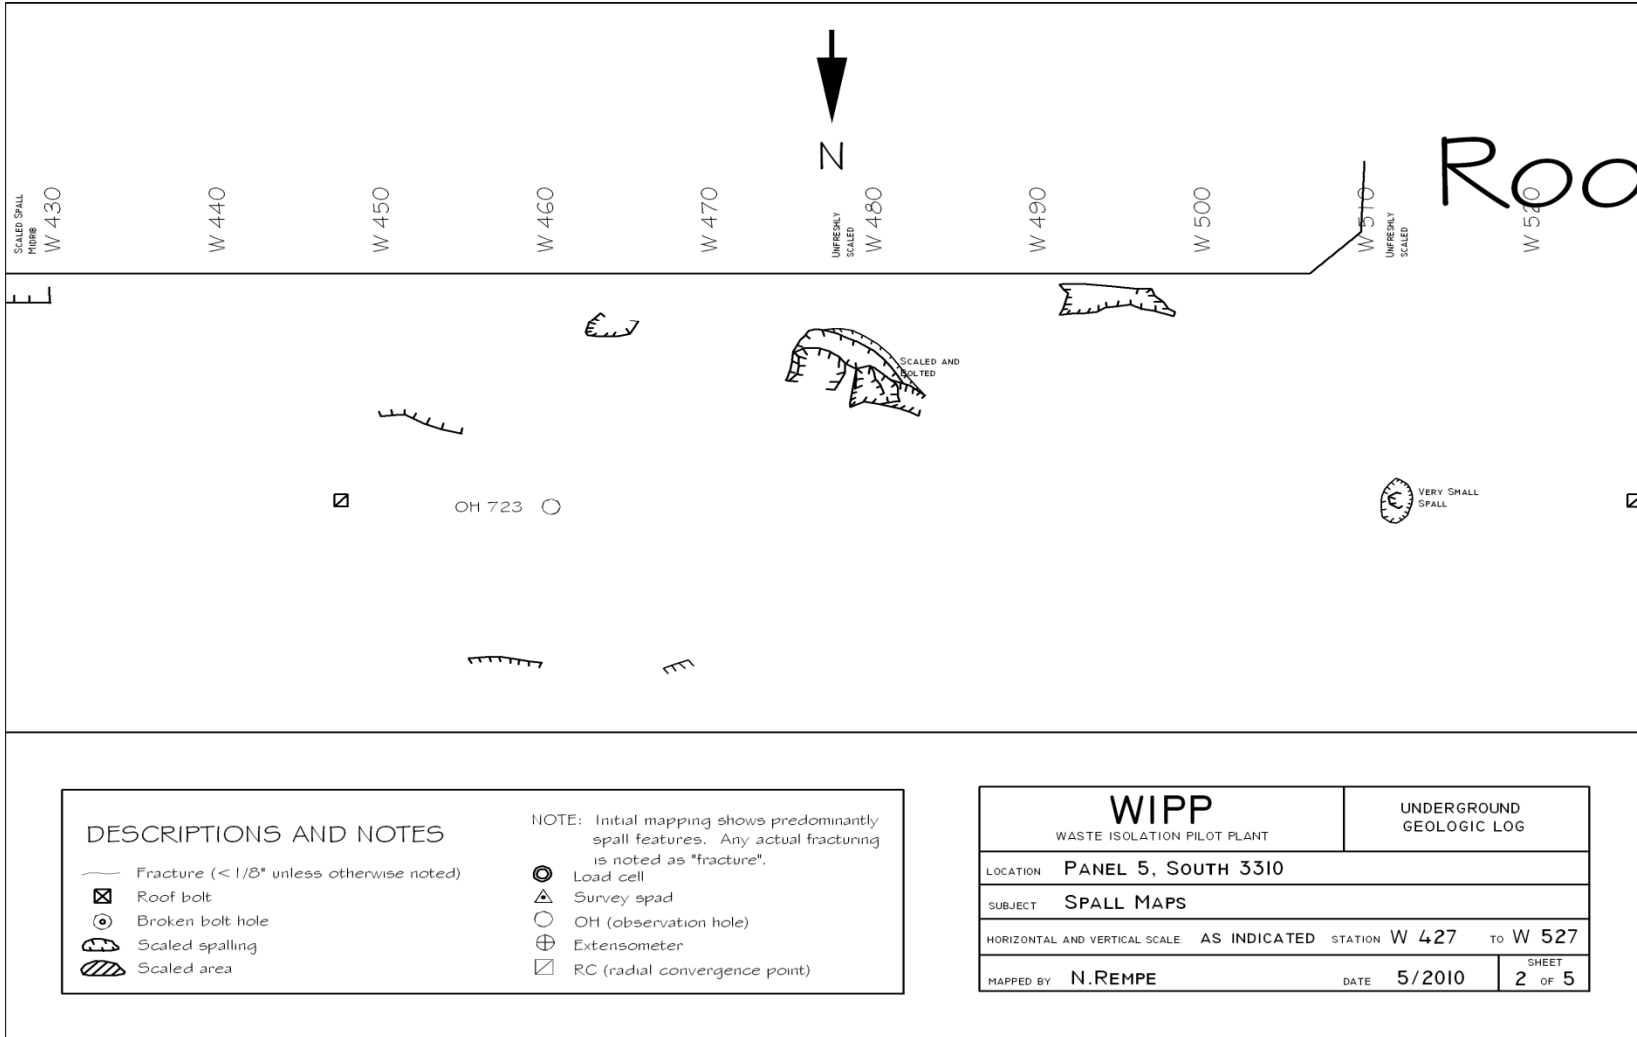 N
Roo
SCALED SPALL
MIDRIB
W 430
W 440
W 450
W 460
W 470
UNFRESHLY
SCALED
W 480
W 490
W 500
W 510
UNFRESHLY
SCALED
W 520
SCALED AND
BOLTED
OH 723
VERY SMALL
SPALL
DESCRIPTIONS AND NOTES
Fracture (< 1/8" unless otherwise noted)
Roof bolt
Broken bolt hole
Scaled spalling
Scaled area
NOTE: Initial mapping shows predominantly
spall features. Any actual fracturing
is noted as "fracture".
Load cell
Survey spad
OH (observation hole)
Extensometer
RC (radial convergence point)
WIPP
WASTE ISOLATION PILOT PLANT
UNDERGROUND
GEOLOGIC LOG
LOCATION PANEL 5, SOUTH 3310
SUBJECT SPALL MAPS
HORIZONTAL AND VERTICAL SCALE: AS INDICATED STATION W 427 TO W 527
MAPPED BY N.REMPE DATE 5/2010
SHEET
2 OF 5